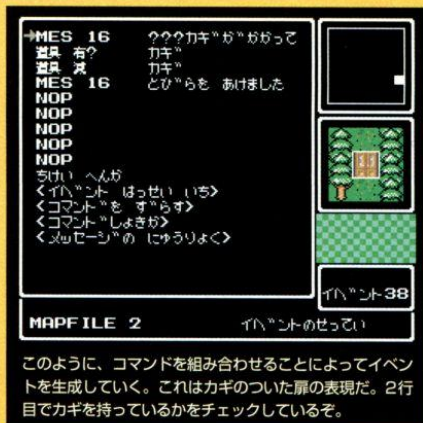 MES 16 ???カギ゛が゛かがって
道具 有? カギ゛
道具 減 カギ゛
MES 16 とび゛らを あけました
NOP
NOP
NOP
NOP
NOP
ちけい へんか
<イベ゛ント はっせい いち>
<コマンド゛を す゛らす>
<コマンド゛しょきか>
<メッセージ゛の にゅうりょく>
イベ゛ント38
MAPFILE 2 イベ゛ントのせってい
このように、コマンドを組み合わせることによってイベン
トを生成していく。これはカギのついた扉の表現だ。2行
目でカギを持っているかをチェックしているぞ。